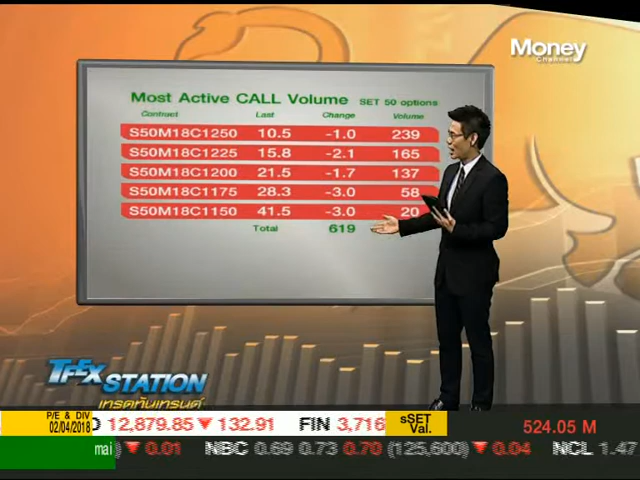 Money
Channel
Most Active CALL Volume SET 50 options
Contract Last Change Volume
S50M18C1250 10.5 -1.0 239
S50M18C1225 15.8 -2.1 165
S50M18C1200 21.5 -1.7 137
S50M18C1175 28.3 -3.0 58
S50M18C1150 41.5 -3.0 20
Total 619
TFEX STATION
เทรดทันเทรนด์
P/E & DIV
02/04/2018
12,879.85 ▼ 132.91 FIN 3,716
sSET
Val.
524.05 M
mai
▼ 0.01 NBC 0.69 0.73 0.70 (125,600) ▼ 0.04 NCL 1.47